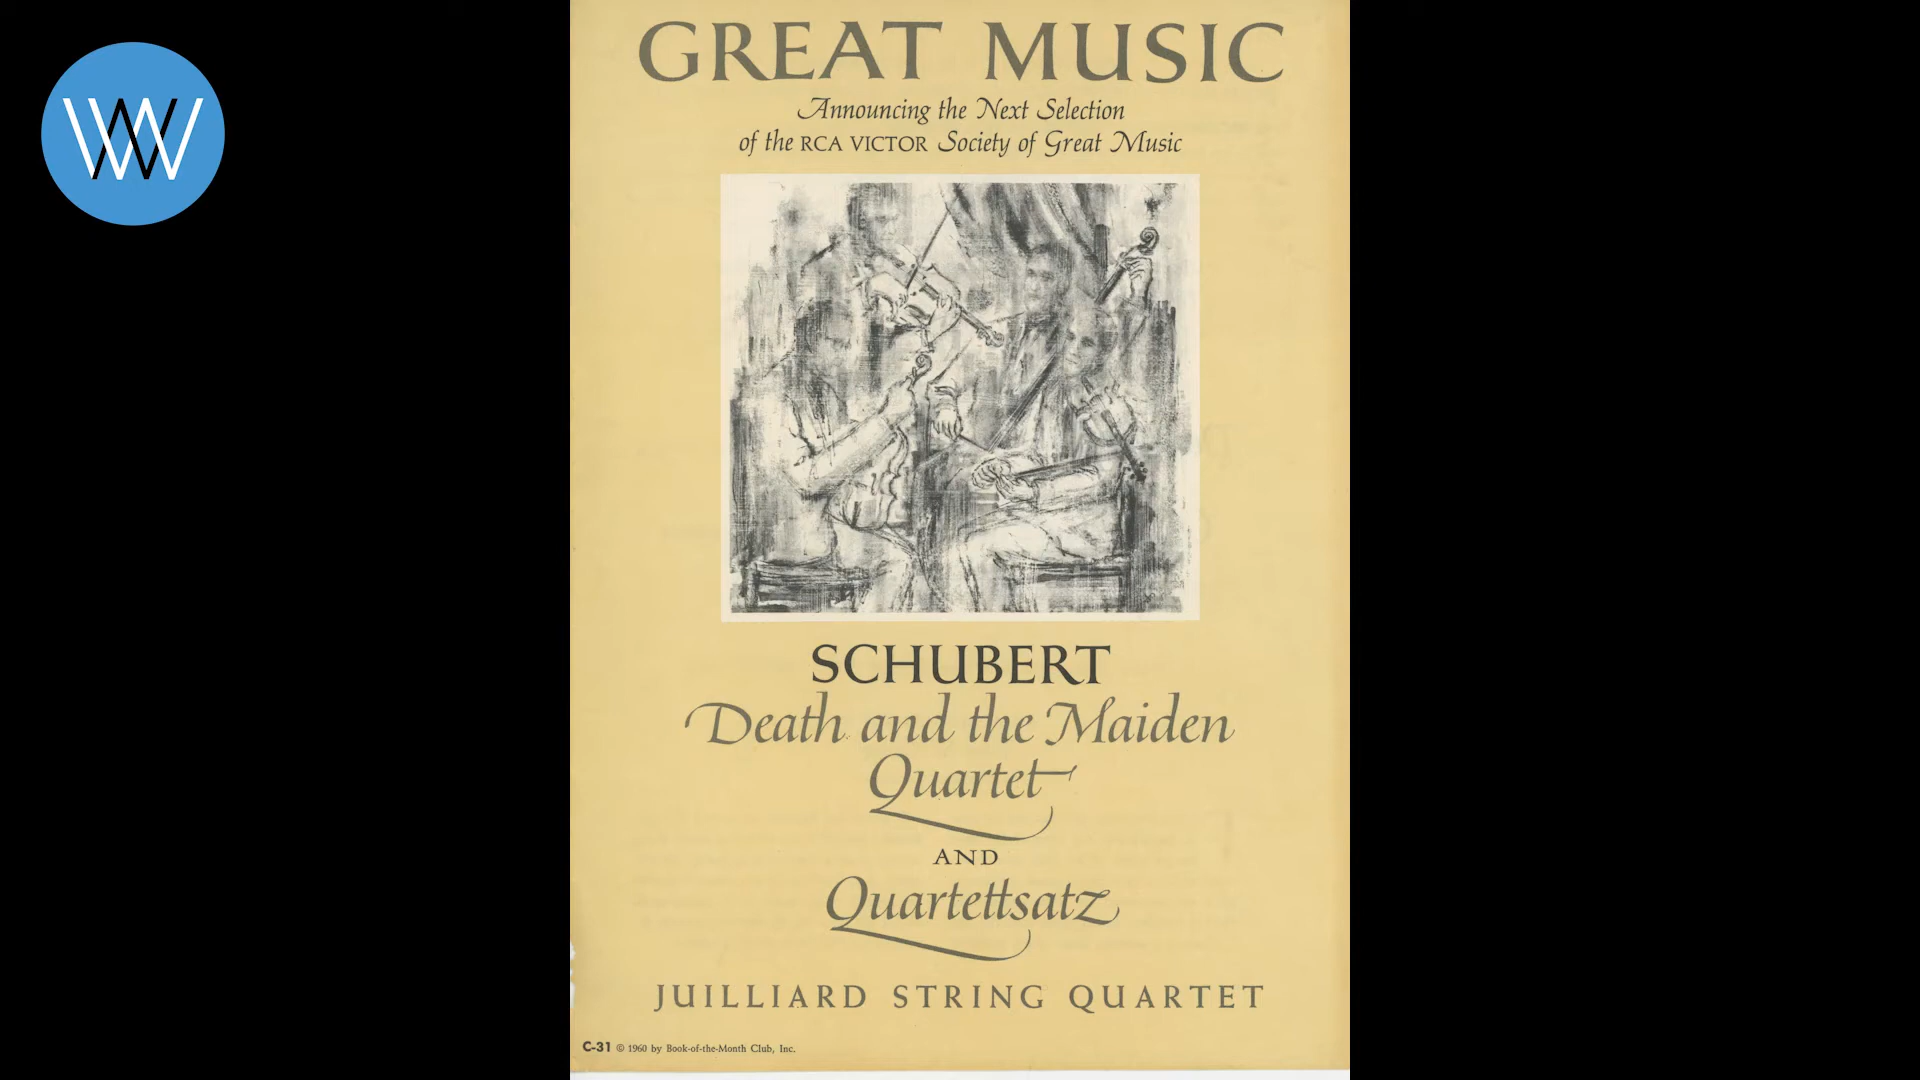 W
GREAT MUSIC
Announcing the Next Selection
of the RCA VICTOR Society of Great Music
SCHUBERT
Death and the Maiden
Quartet
AND
Quartettsatz
JUILLIARD STRING QUARTET
C-31 © 1960 by Book-of-the-Month Club, Inc.